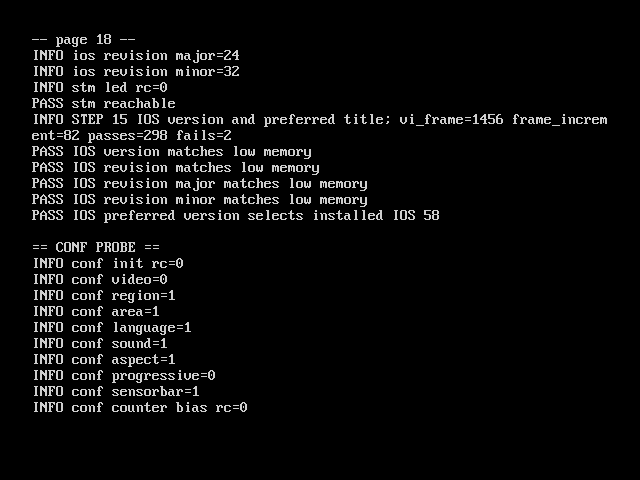 -- page 18 --
INFO ios revision major=24
INFO ios revision minor=32
INFO stm led rc=0
PASS stm reachable
INFO STEP 15 IOS version and preferred title; vi_frame=1456 frame_increm
ent=82 passes=298 fails=2
PASS IOS version matches low memory
PASS IOS revision matches low memory
PASS IOS revision major matches low memory
PASS IOS revision minor matches low memory
PASS IOS preferred version selects installed IOS 58
== CONF PROBE ==
INFO conf init rc=0
INFO conf video=0
INFO conf region=1
INFO conf area=1
INFO conf language=1
INFO conf sound=1
INFO conf aspect=1
INFO conf progressive=0
INFO conf sensorbar=1
INFO conf counter bias rc=0